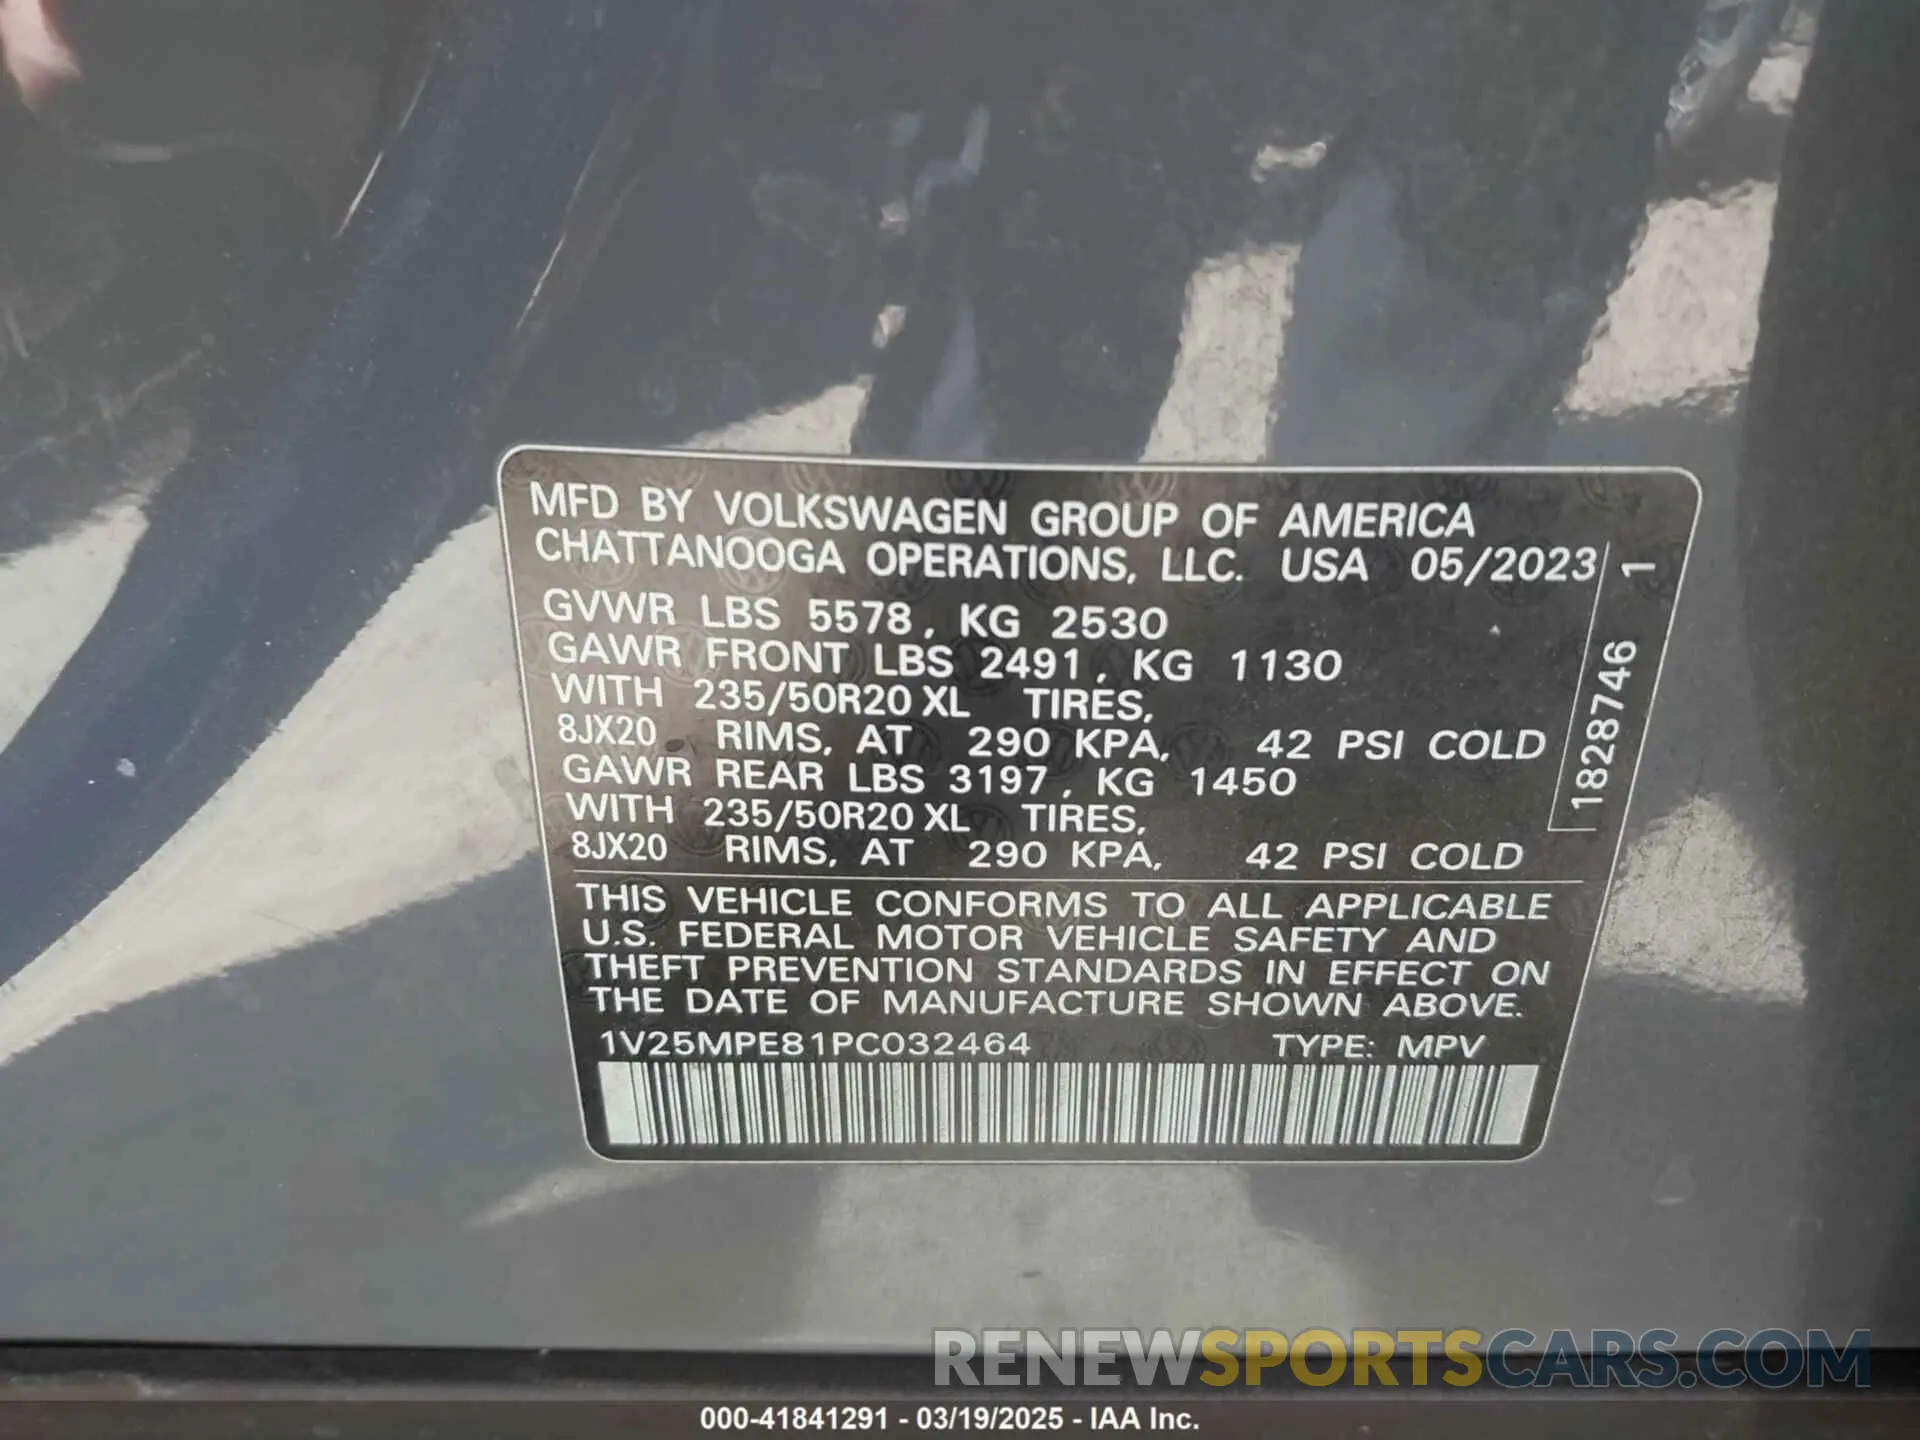 MFD BY VOLKSWAGEN GROUP OF AMERICA
CHATTANOOGA OPERATIONS, LLC. USA 05/2023
GVWR LBS 5578, KG 2530
GAWR FRONT LBS 2491, KG 1130
WITH 235/50R20 XL TIRES,
8JX20 RIMS, AT 290 KPA, 42 PSI COLD
GAWR REAR LBS 3197, KG 1450
WITH 235/50R20 XL TIRES,
8JX20 RIMS, AT 290 KPA, 42 PSI COLD
1828746 1
THIS VEHICLE CONFORMS TO ALL APPLICABLE
U.S. FEDERAL MOTOR VEHICLE SAFETY AND
THEFT PREVENTION STANDARDS IN EFFECT ON
THE DATE OF MANUFACTURE SHOWN ABOVE.
1V25MPE81PC032464 TYPE: MPV
RENEWSPORTSCARS.COM
000-41841291 - 03/19/2025 - IAA Inc.